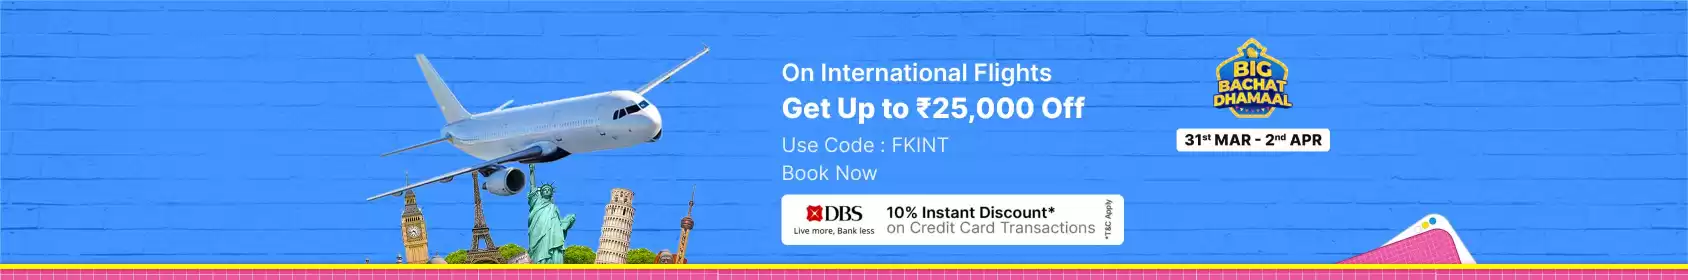 On International Flights
Get Up to ₹25,000 Off
Use Code : FKINT
Book Now
DBS
Live more, Bank less
10% Instant Discount*
on Credit Card Transactions
*T&C Apply
BIG
BACHAT
DHAMAAL
31st MAR - 2nd APR